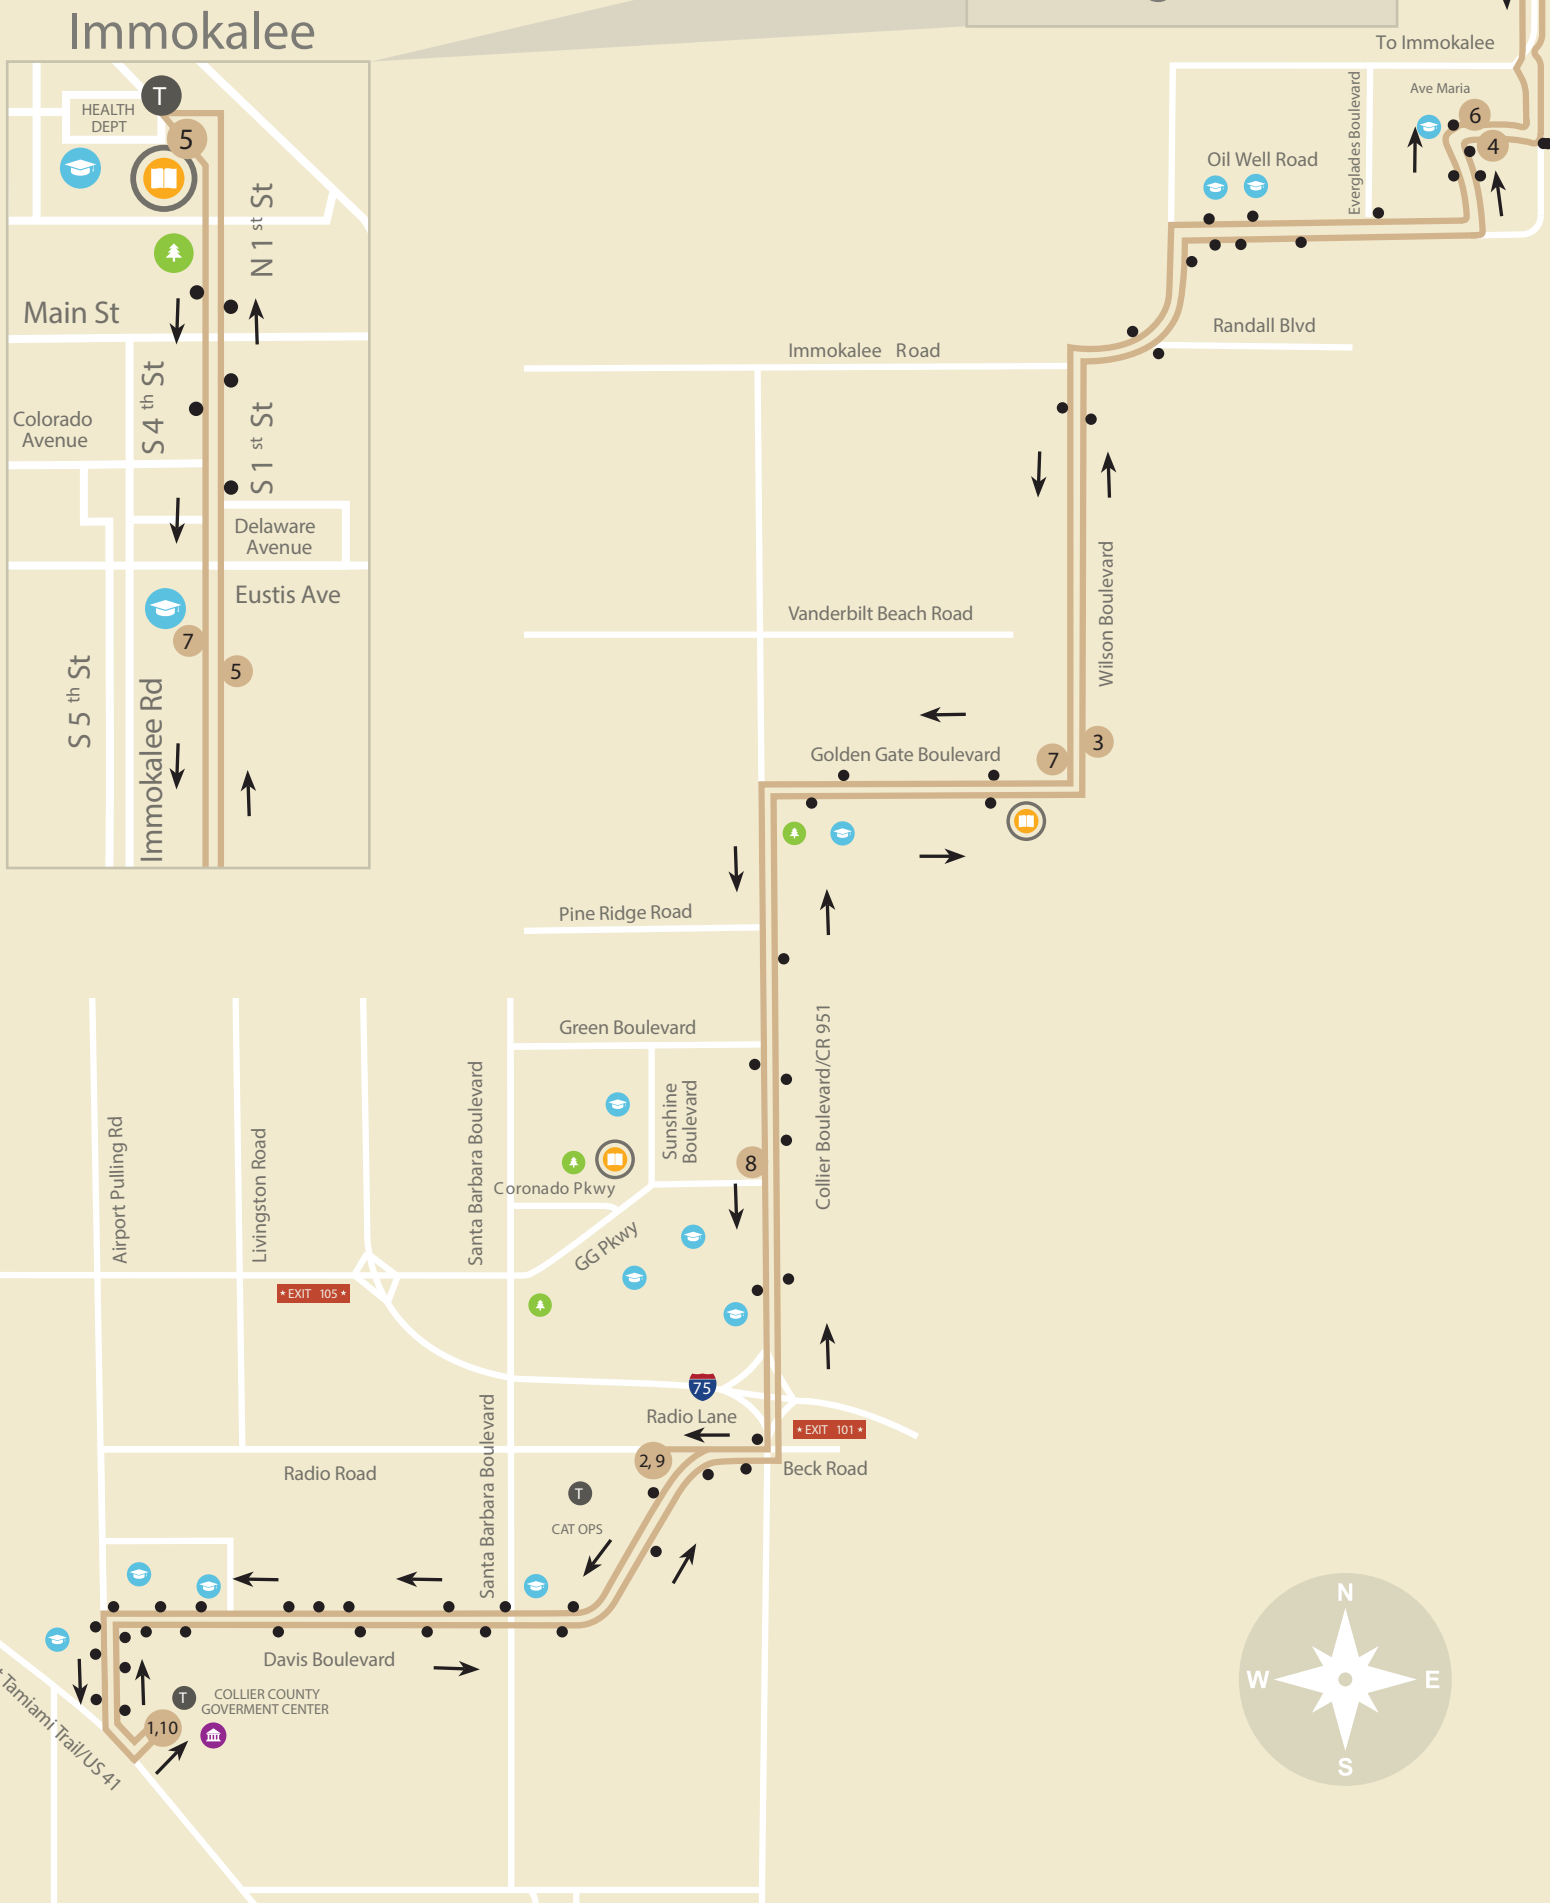 Immokalee
To Immokalee
T
HEALTH
DEPT
5
N 1st St
Main St
S 4th St
Colorado
Avenue
S 1st St
Delaware
Avenue
Eustis Ave
7
5
S 5th St
Immokalee Rd
Ave Maria
6
4
Everglades Boulevard
Oil Well Road
Randall Blvd
Immokalee Road
Wilson Boulevard
Vanderbilt Beach Road
3
7
Golden Gate Boulevard
Pine Ridge Road
Collier Boulevard/CR 951
Green Boulevard
Sunshine
Boulevard
Santa Barbara Boulevard
Airport Pulling Rd
Livingston Road
8
Coronado Pkwy
GG Pkwy
EXIT 105
75
Radio Lane
EXIT 101
2, 9
Beck Road
Radio Road
Santa Barbara Boulevard
T
CAT OPS
Davis Boulevard
T
COLLIER COUNTY
GOVERMENT CENTER
1,10
Tamiami Trail/US 41
N
W
E
S